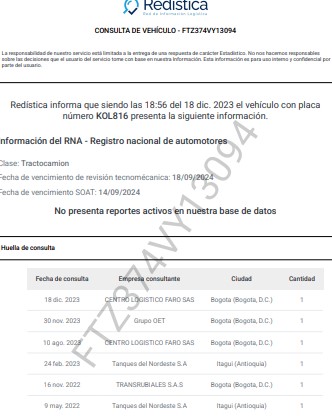 Redistica
Red de Información Logística
CONSULTA DE VEHÍCULO - FTZ374VY13094
La responsabilidad de nuestro servicio está limitada a la entrega de una respuesta de carácter Estadístico. No nos hacemos responsables
sobre las decisiones que el usuario del servicio tome con base en nuestra información. Esta información es para uso interno y confidencial por
parte del usuario.
Redística informa que siendo las 18:56 del 18 dic. 2023 el vehículo con placa
número KOL816 presenta la siguiente información.
nformación del RNA - Registro nacional de automotores
Clase: Tractocamion
Fecha de vencimiento de revisión tecnomécanica: 18/09/2024
Fecha de vencimiento SOAT: 14/09/2024
No presenta reportes activos en nuestra base de datos
Huella de consulta
Fecha de consulta Empresa consultante Ciudad Cantidad
18 dic. 2023 CENTRO LOGISTICO FARO SAS Bogota (Bogota, D.C.) 1
30 nov. 2023 Grupo OET Bogota (Bogota, D.C.) 1
10 ago. 2023 CENTRO LOGISTICO FARO SAS Bogota (Bogota, D.C.) 1
24 feb. 2023 Tanques del Nordeste S.A Itagui (Antioquia) 1
16 nov. 2022 TRANSRUBIALES S.A.S Bogota (Bogota, D.C.) 1
9 may. 2022 Tanques del Nordeste S.A Itagui (Antioquia) 1
FTZ374VY13094